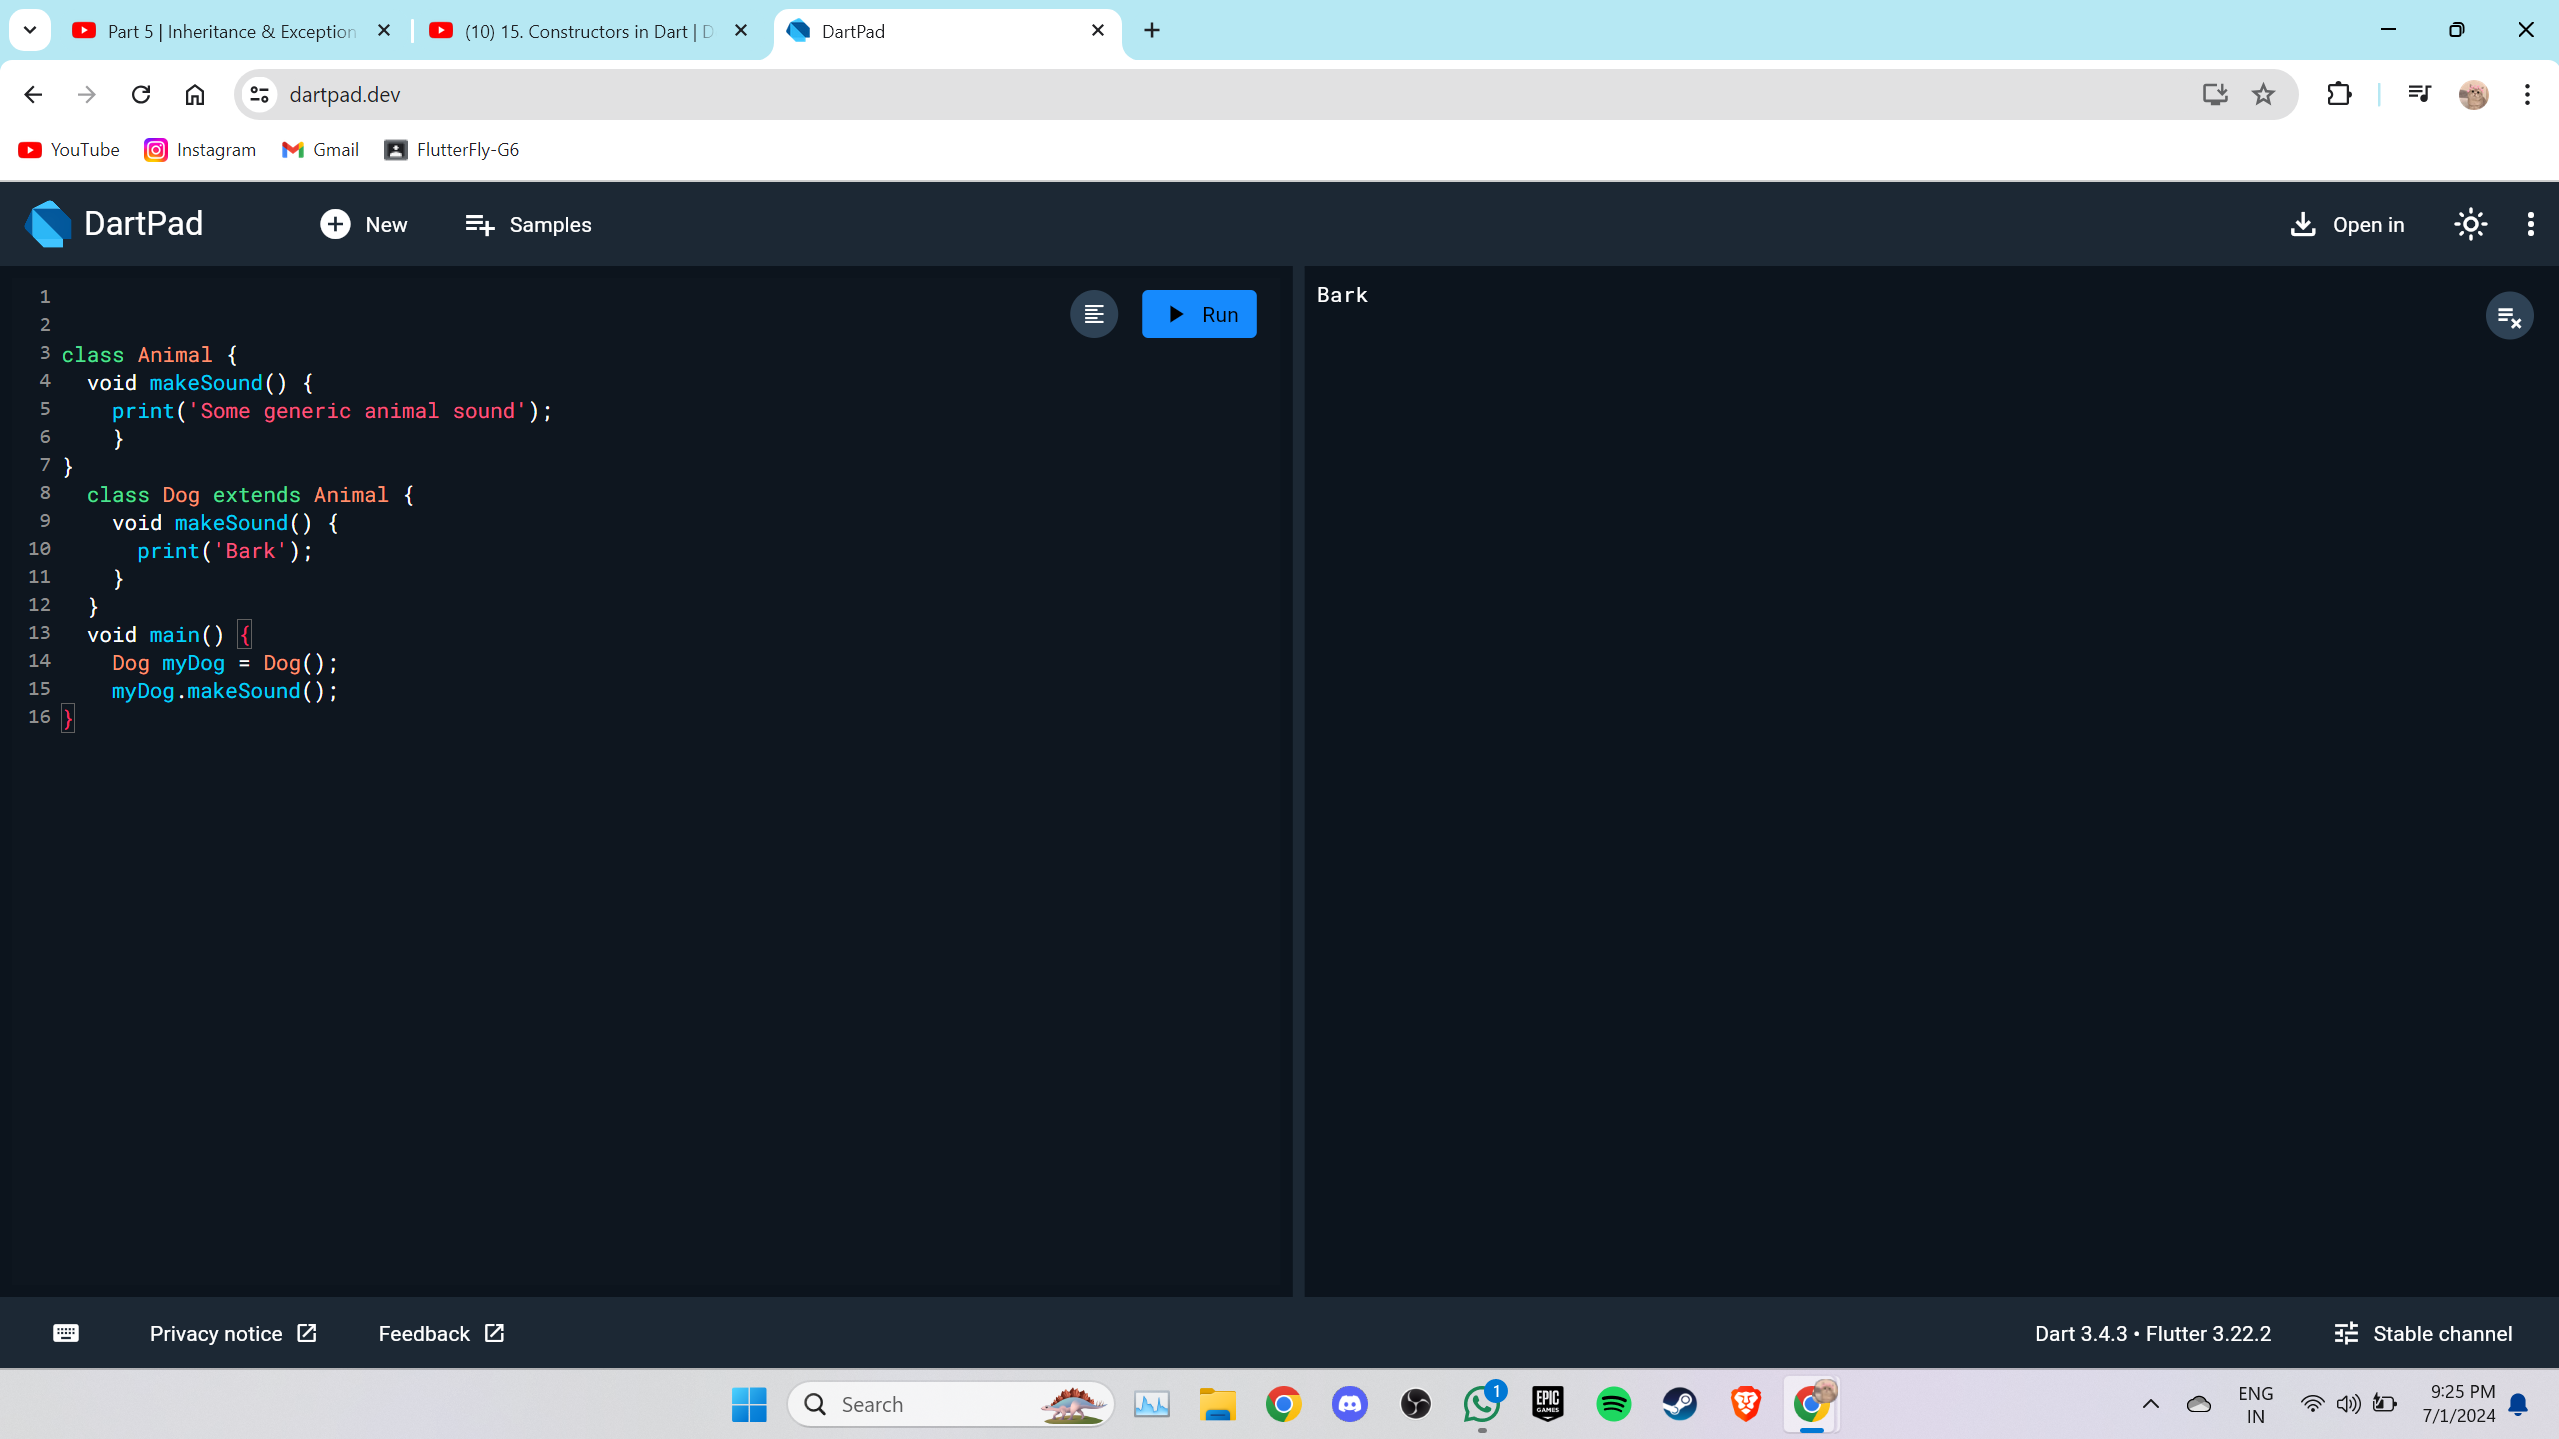 Part 5 | Inheritance & Exception
(10) 15. Constructors in Dart | D
DartPad
dartpad.dev
YouTube
Instagram
Gmail
FlutterFly-G6
DartPad
New
Samples
Open in
Run
1
2
3 class Animal {
4   void makeSound() {
5     print('Some generic animal sound');
6     }
7 }
8   class Dog extends Animal {
9     void makeSound() {
10       print('Bark');
11     }
12   }
13   void main() {
14     Dog myDog = Dog();
15     myDog.makeSound();
16 }
Bark
Privacy notice
Feedback
Dart 3.4.3 • Flutter 3.22.2
Stable channel
Search
1
EPIC
GAMES
ENG
IN
9:25 PM
7/1/2024